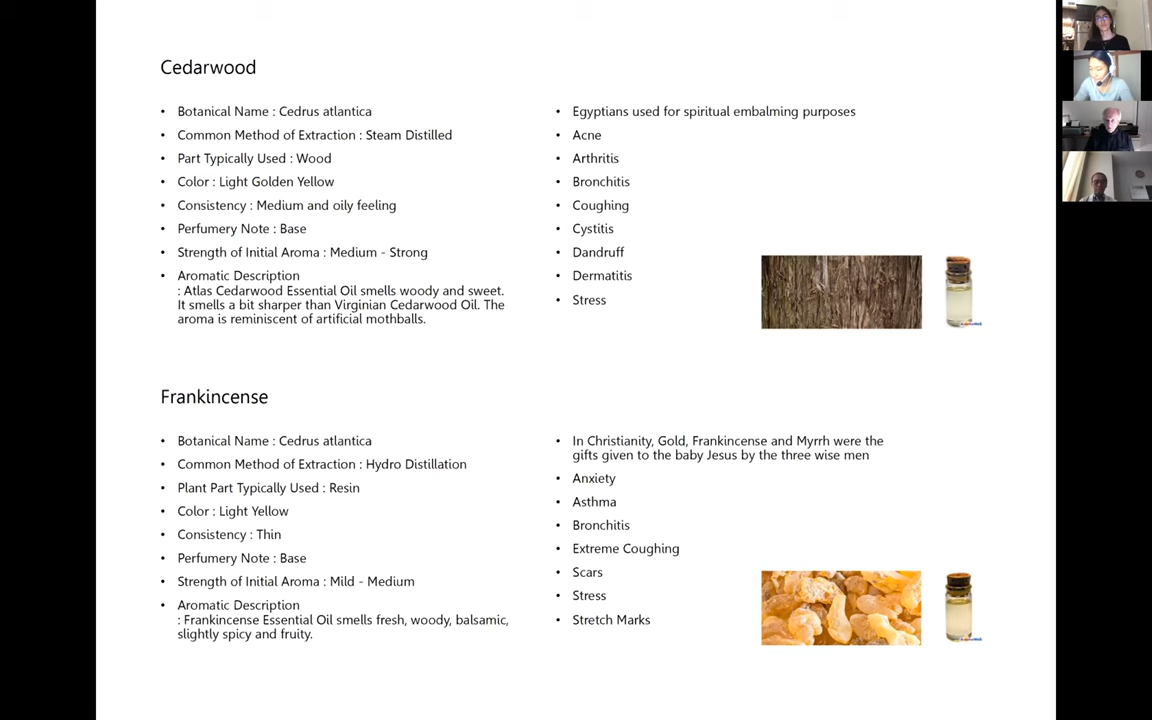 Cedarwood
• Botanical Name : Cedrus atlantica
• Common Method of Extraction : Steam Distilled
• Part Typically Used : Wood
• Color : Light Golden Yellow
• Consistency : Medium and oily feeling
• Perfumery Note : Base
• Strength of Initial Aroma : Medium - Strong
• Aromatic Description
: Atlas Cedarwood Essential Oil smells woody and sweet.
It smells a bit sharper than Virginian Cedarwood Oil. The
aroma is reminiscent of artificial mothballs.
• Egyptians used for spiritual embalming purposes
• Acne
• Arthritis
• Bronchitis
• Coughing
• Cystitis
• Dandruff
• Dermatitis
• Stress
Frankincense
• Botanical Name : Cedrus atlantica
• Common Method of Extraction : Hydro Distillation
• Plant Part Typically Used : Resin
• Color : Light Yellow
• Consistency : Thin
• Perfumery Note : Base
• Strength of Initial Aroma : Mild - Medium
• Aromatic Description
: Frankincense Essential Oil smells fresh, woody, balsamic,
slightly spicy and fruity.
• In Christianity, Gold, Frankincense and Myrrh were the
gifts given to the baby Jesus by the three wise men
• Anxiety
• Asthma
• Bronchitis
• Extreme Coughing
• Scars
• Stress
• Stretch Marks